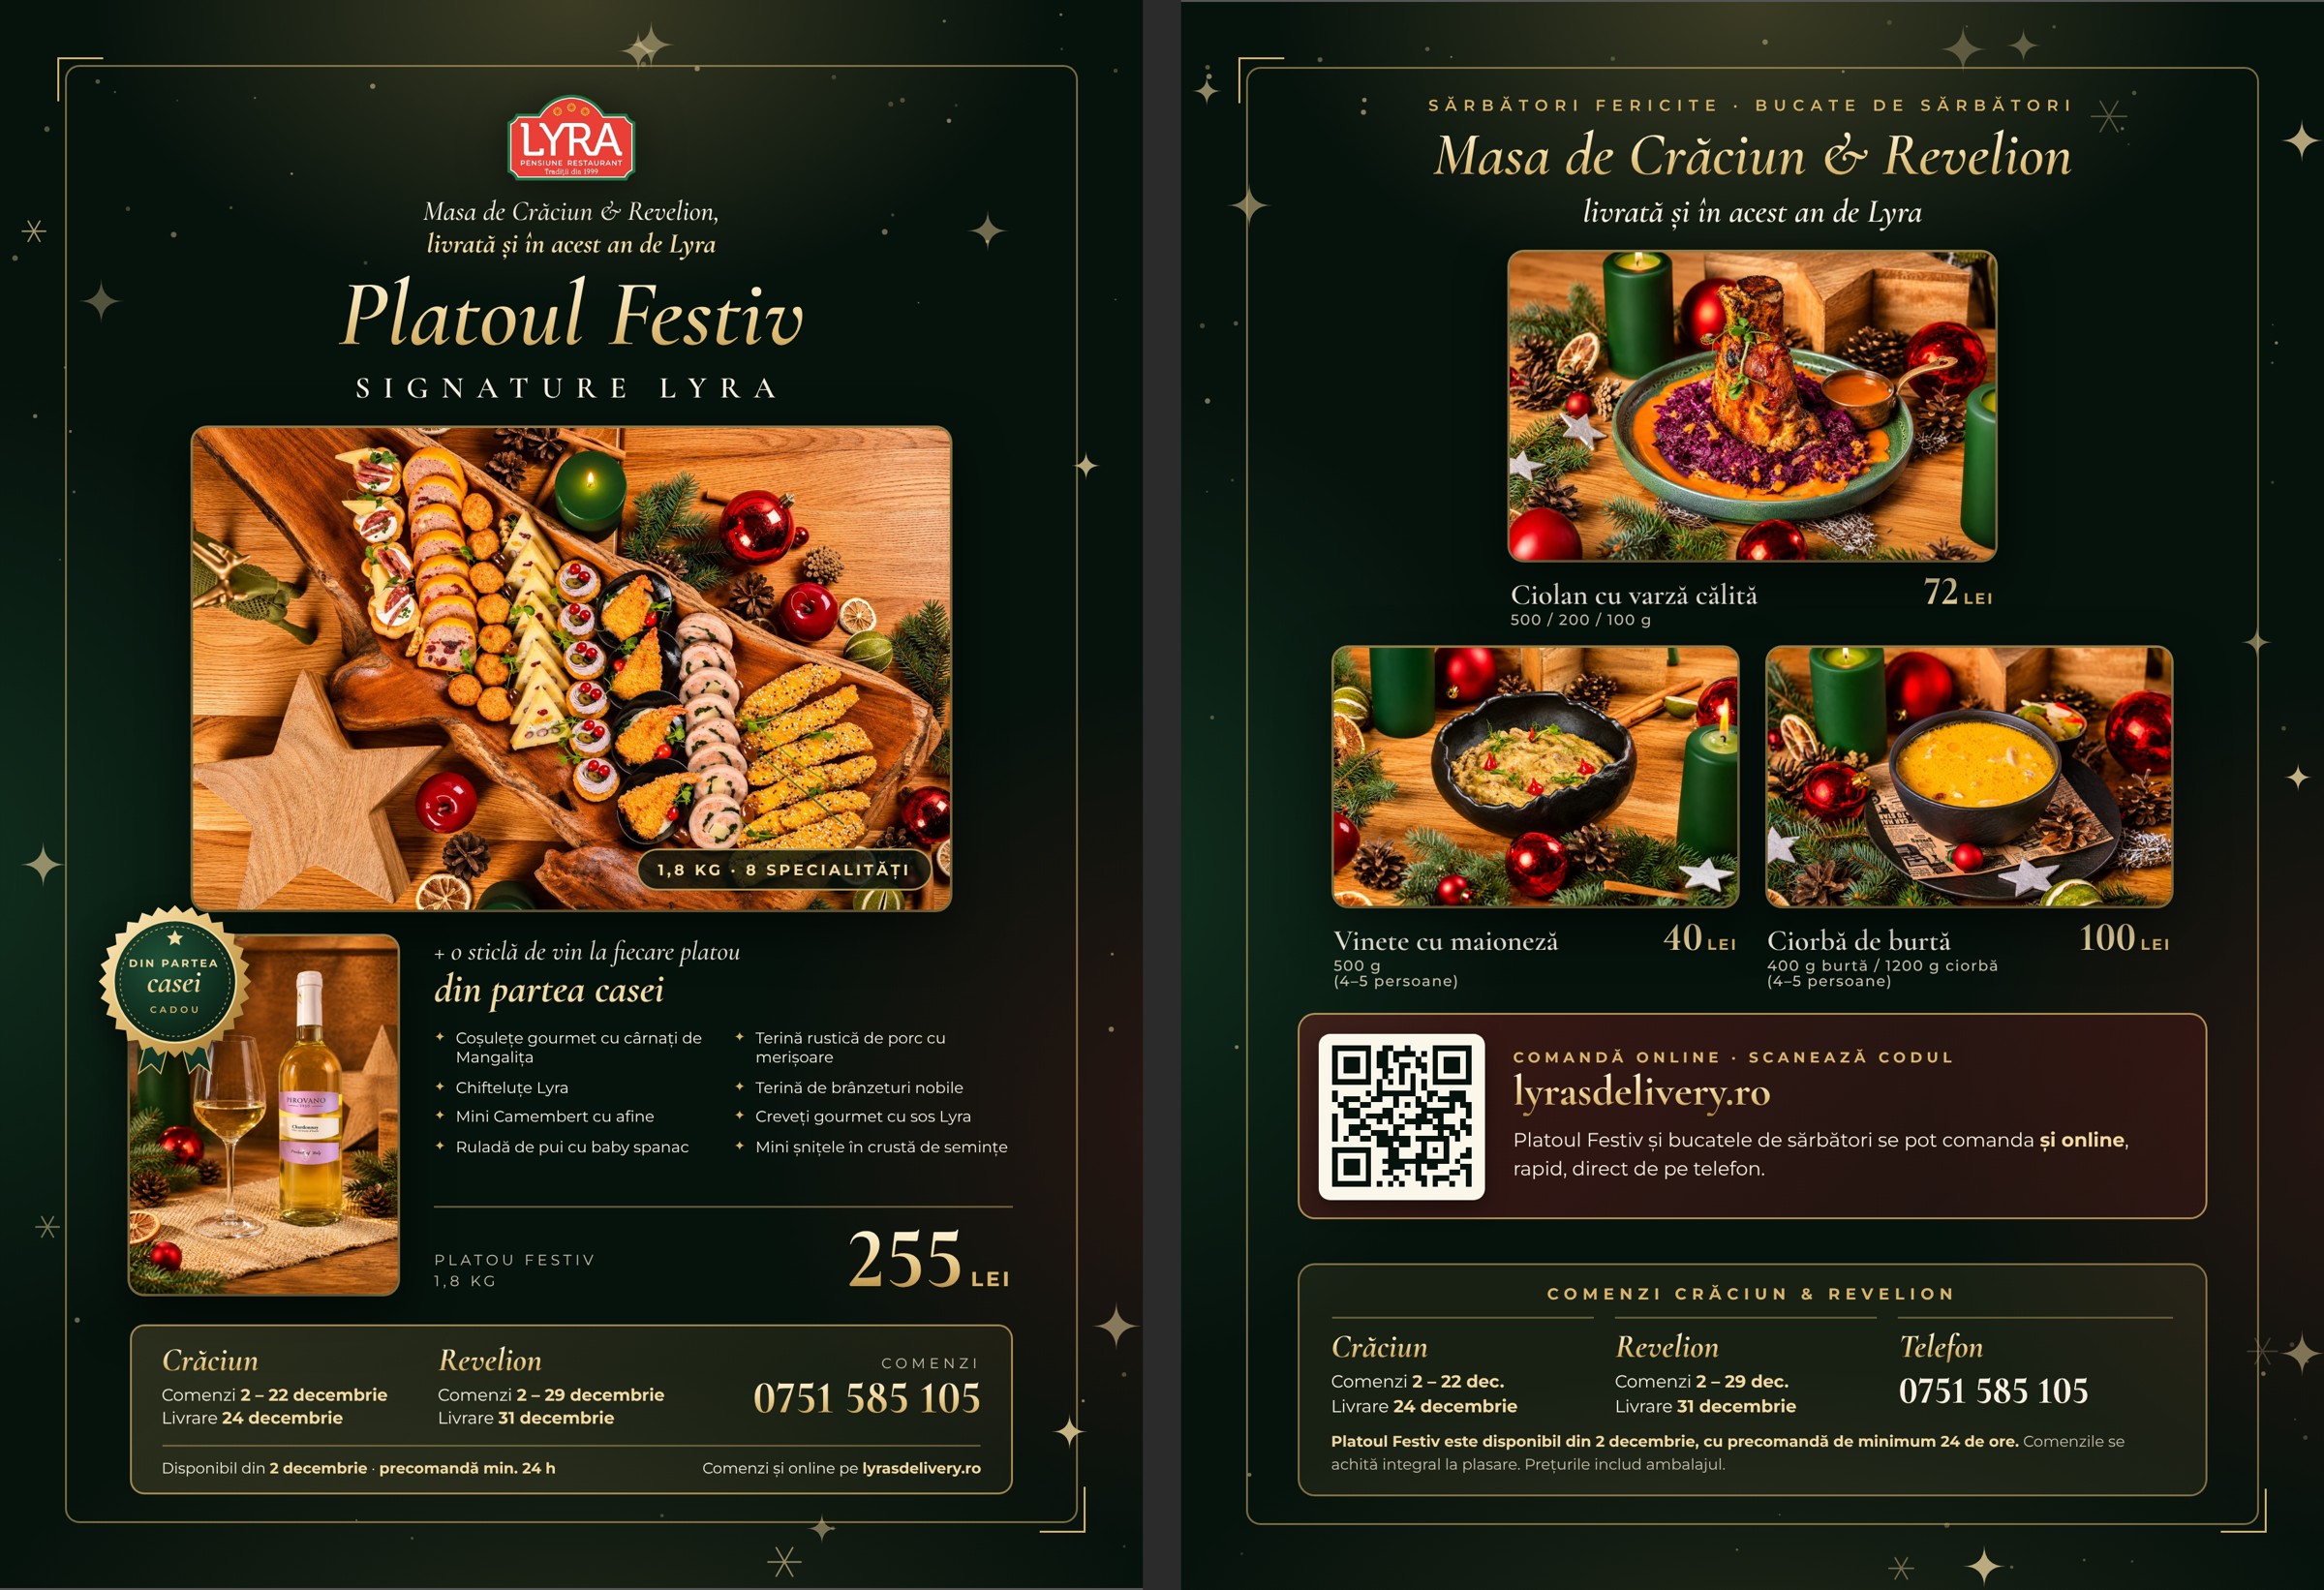 LYRA
PENSIUNE RESTAURANT
Tradiții din 1999
Masa de Crăciun & Revelion,
livrată și în acest an de Lyra
Platoul Festiv
SIGNATURE LYRA
1,8 KG · 8 SPECIALITĂȚI
DIN PARTEA
casei
CADOU
PEROVANO
Chardonnay
+ o sticlă de vin la fiecare platou
din partea casei
Coșulețe gourmet cu cârnați de
Mangalița
Chifteluțe Lyra
Mini Camembert cu afine
Ruladă de pui cu baby spanac
Terină rustică de porc cu
merișoare
Terină de brânzeturi nobile
Creveți gourmet cu sos Lyra
Mini șnițele în crustă de semințe
PLATOU FESTIV
1,8 KG
255 LEI
Crăciun
Comenzi 2 – 22 decembrie
Livrare 24 decembrie
Revelion
Comenzi 2 – 29 decembrie
Livrare 31 decembrie
COMENZI
0751 585 105
Disponibil din 2 decembrie · precomandă min. 24 h
Comenzi și online pe lyrasdelivery.ro
SĂRBĂTORI FERICITE · BUCATE DE SĂRBĂTORI
Masa de Crăciun & Revelion
livrată și în acest an de Lyra
Ciolan cu varză călită
500 / 200 / 100 g
72 LEI
Vinete cu maioneză
500 g
(4–5 persoane)
40 LEI
Ciorbă de burtă
400 g burtă / 1200 g ciorbă
(4–5 persoane)
100 LEI
COMANDĂ ONLINE · SCANEAZĂ CODUL
lyrasdelivery.ro
Platoul Festiv și bucatele de sărbători se pot comanda și online,
rapid, direct de pe telefon.
COMENZI CRĂCIUN & REVELION
Crăciun
Comenzi 2 – 22 dec.
Livrare 24 decembrie
Revelion
Comenzi 2 – 29 dec.
Livrare 31 decembrie
Telefon
0751 585 105
Platoul Festiv este disponibil din 2 decembrie, cu precomandă de minimum 24 de ore. Comenzile se
achită integral la plasare. Prețurile includ ambalajul.